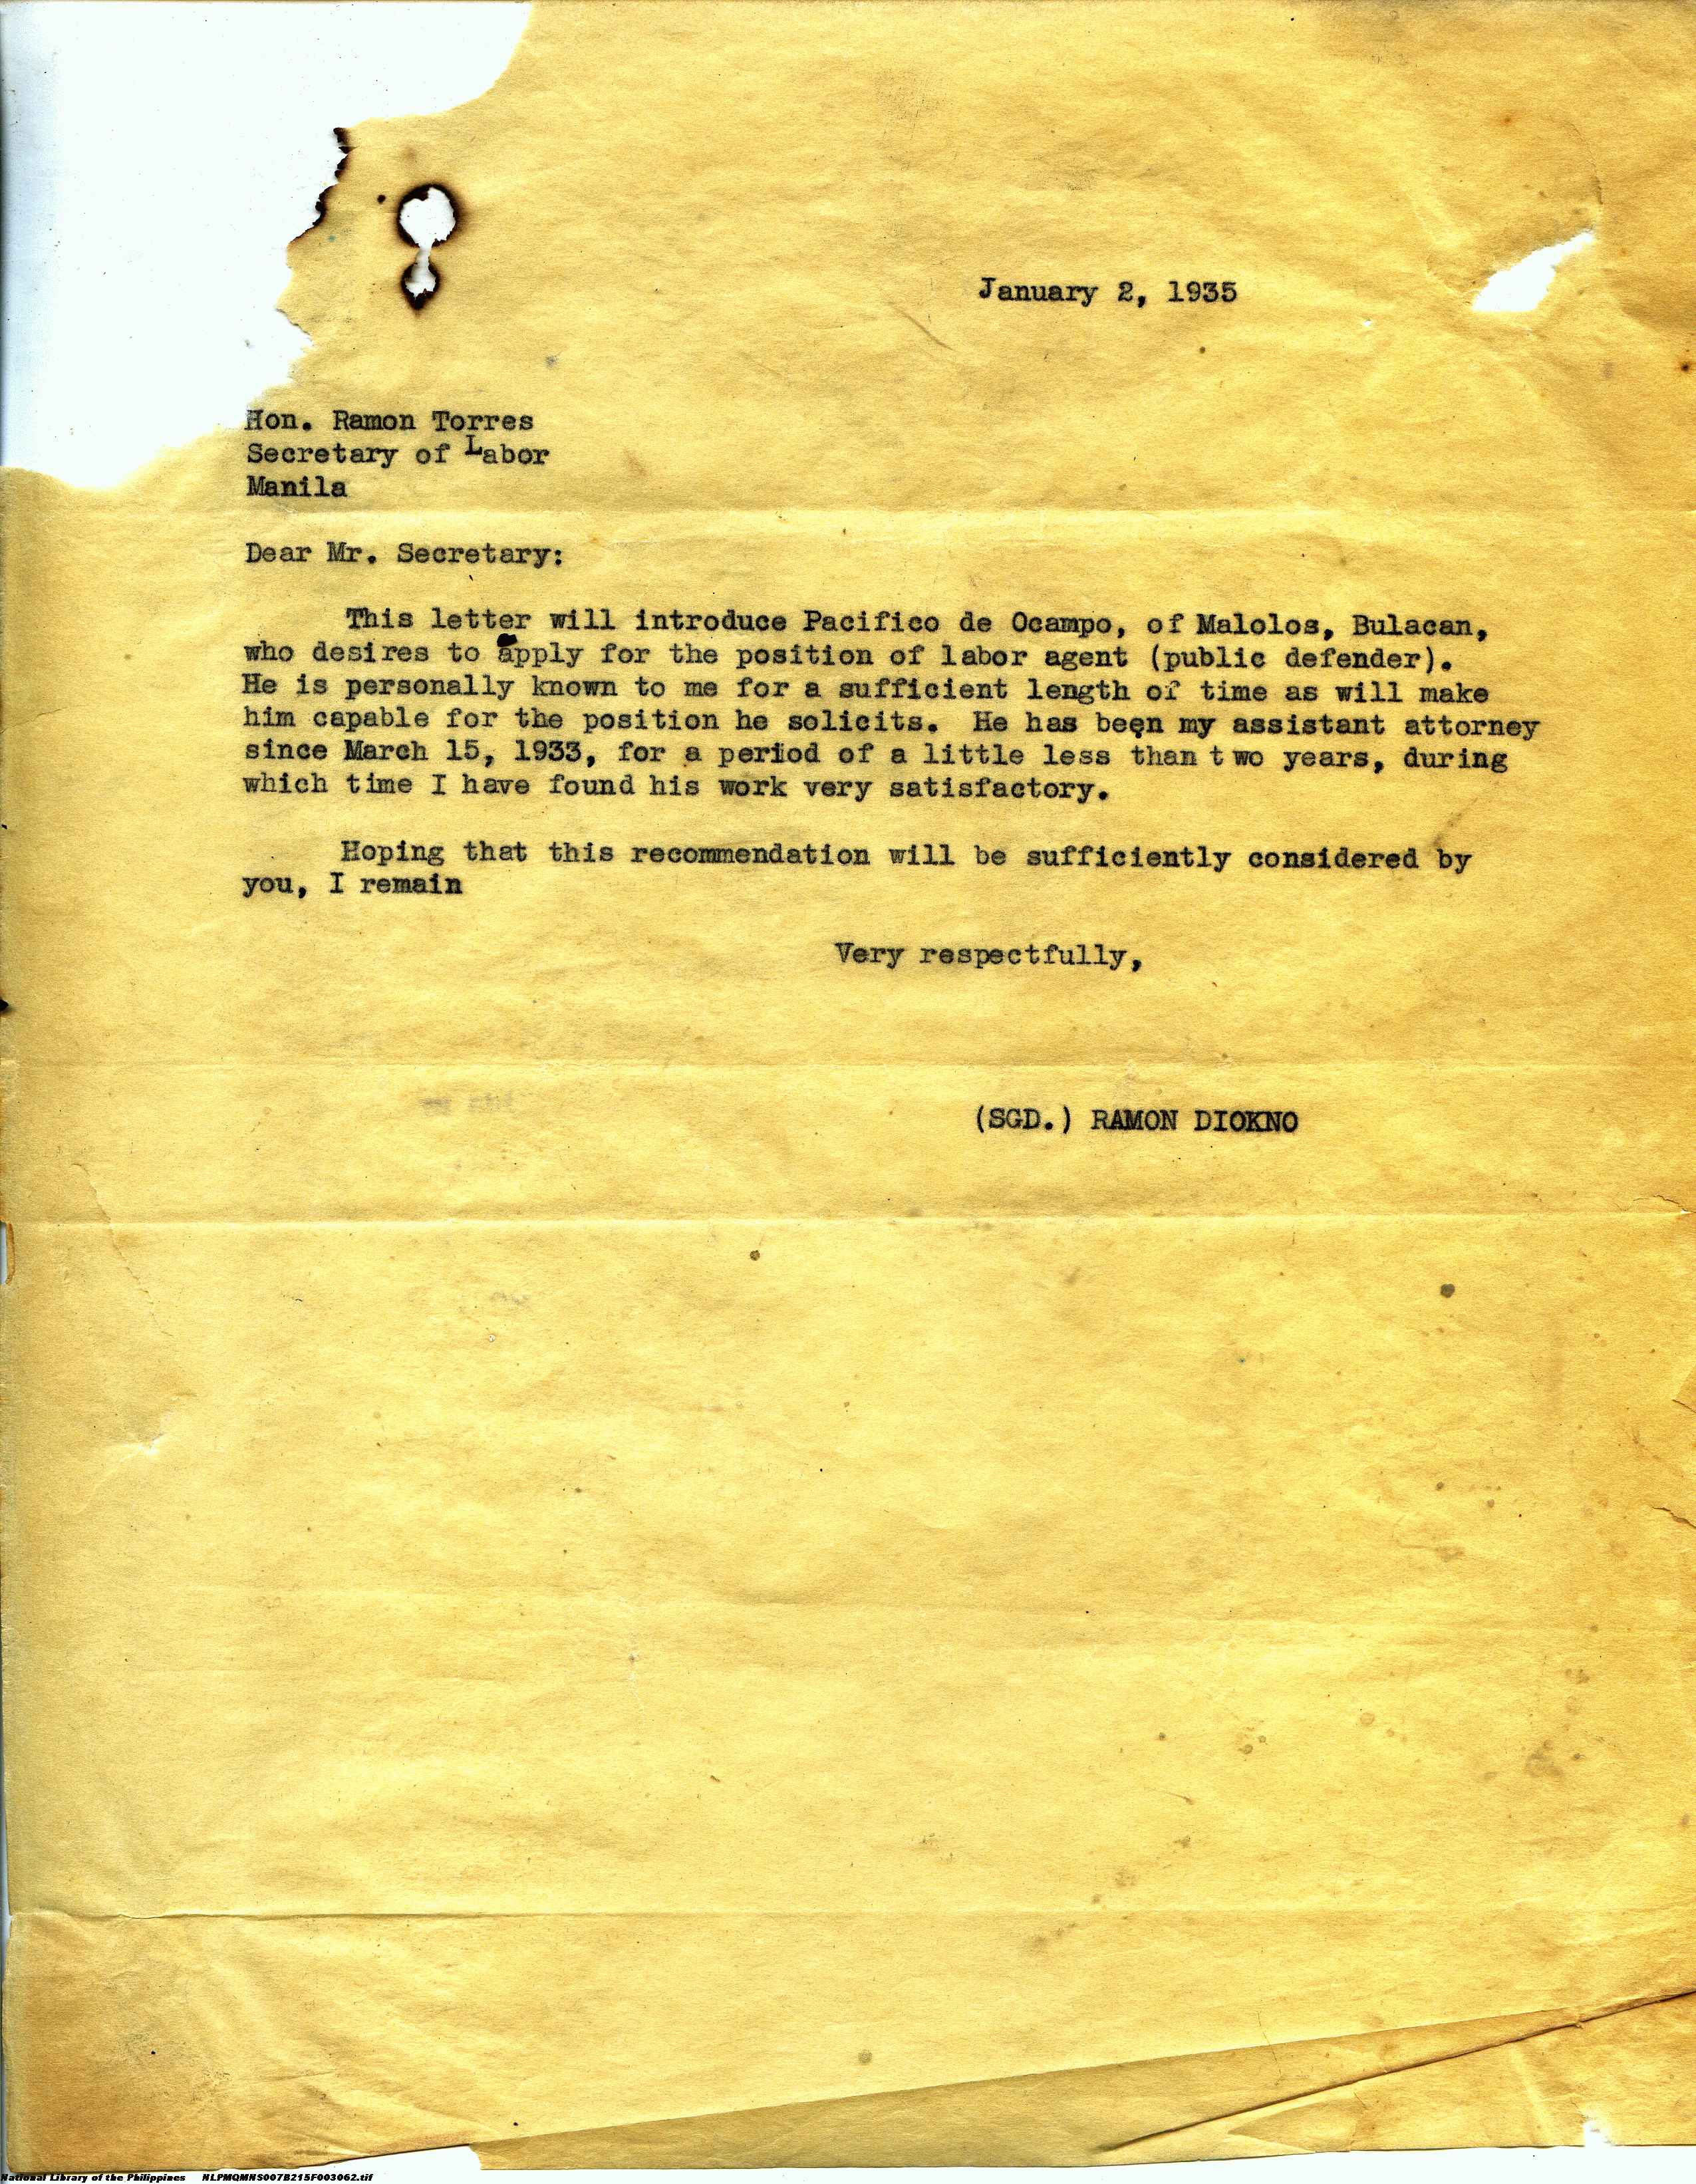 January 2, 1935
Hon. Ramon Torres
Secretary of Labor
Manila
Dear Mr. Secretary:
This letter will introduce Pacifico de Ocampo, of Malolos, Bulacan,
who desires to apply for the position of labor agent (public defender).
He is personally known to me for a sufficient length of time as will make
him capable for the position he solicits. He has been my assistant attorney
since March 15, 1933, for a period of a little less than two years, during
which time I have found his work very satisfactory.
Hoping that this recommendation will be sufficiently considered by
you, I remain
Very respectfully,
(SGD.) RAMON DIOKNO
National Library of the Philippines NLPMQMNS007B215F003062.tif